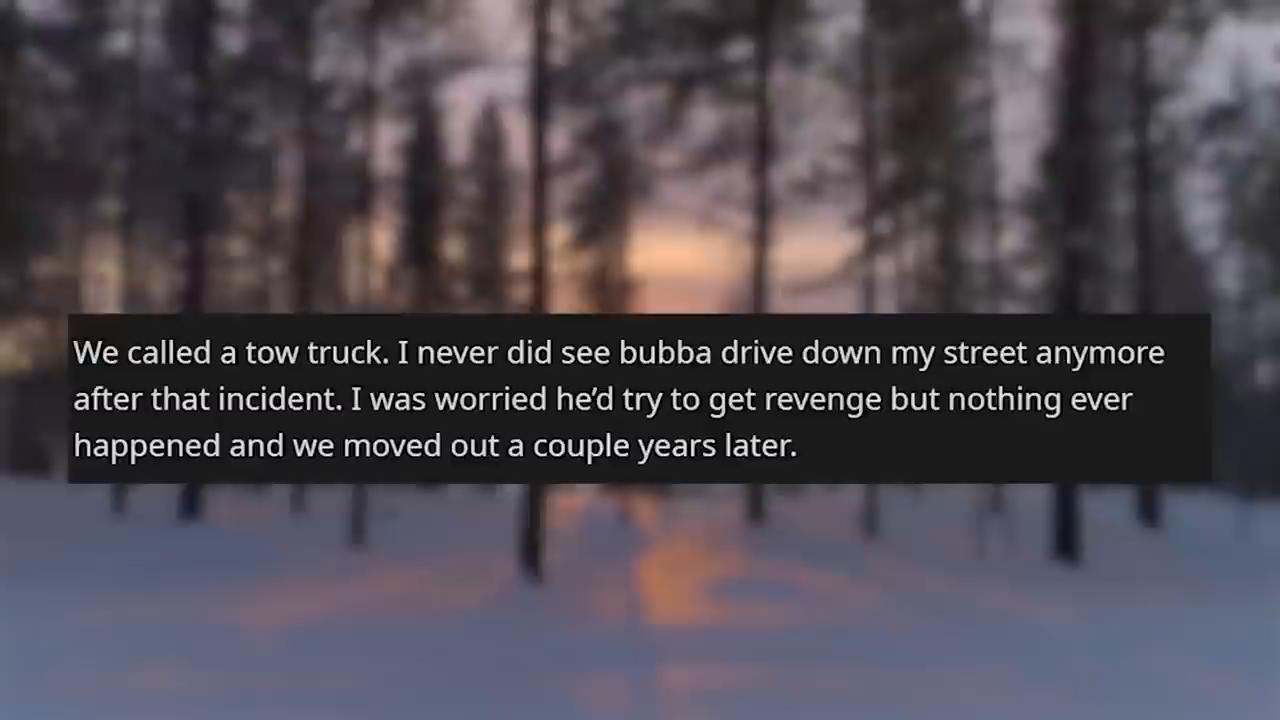 We called a tow truck. I never did see bubba drive down my street anymore
after that incident. I was worried he’d try to get revenge but nothing ever
happened and we moved out a couple years later.